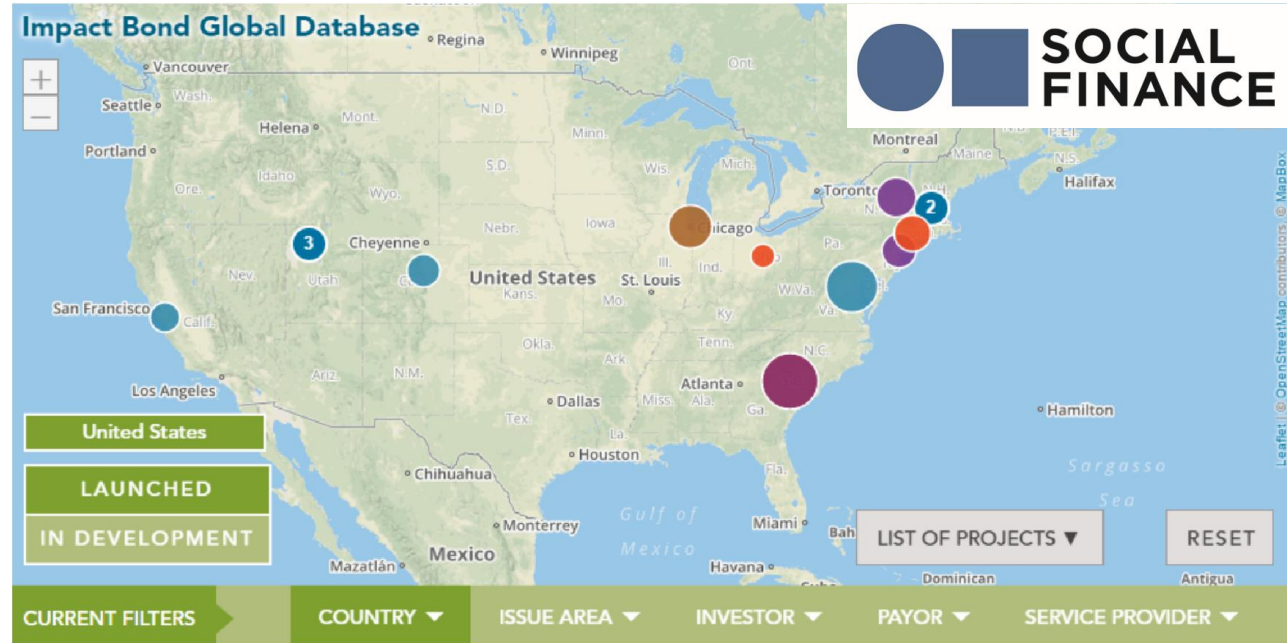 Impact Bond Global Database
SOCIAL
FINANCE
+
−
Regina
Winnipeg
Ont.
Vancouver
Seattle
Wash.
Helena
Mont.
N.D.
Minn.
Montreal
Maine
P.E.I.
N.S.
Halifax
Portland
Ore.
Idaho
Wyo.
S.D.
Wis.
Mich.
Toronto
N.H.
2
3
Cheyenne
Nebr.
Iowa
Chicago
Pa.
Nev.
Utah
United States
Kans.
St. Louis
Ill.
Ind.
W.Va.
Va.
Mo.
Ky.
San Francisco
Calif.
Okla.
Ark.
Tenn.
N.C.
Los Angeles
Ariz.
N.M.
Dallas
Tex.
Miss.
Ala.
Atlanta
Ga.
Hamilton
La.
Houston
Fla.
United States
Chihuahua
Sargasso
Sea
LAUNCHED
IN DEVELOPMENT
Monterrey
Gulf of
Mexico
Miami
Bah
LIST OF PROJECTS ▼
RESET
Mexico
Mazatlán
Havana
Dominican
Antigua
Leaflet | © OpenStreetMap contributors © MapBox
CURRENT FILTERS
COUNTRY ▼
ISSUE AREA ▼
INVESTOR ▼
PAYOR ▼
SERVICE PROVIDER ▼